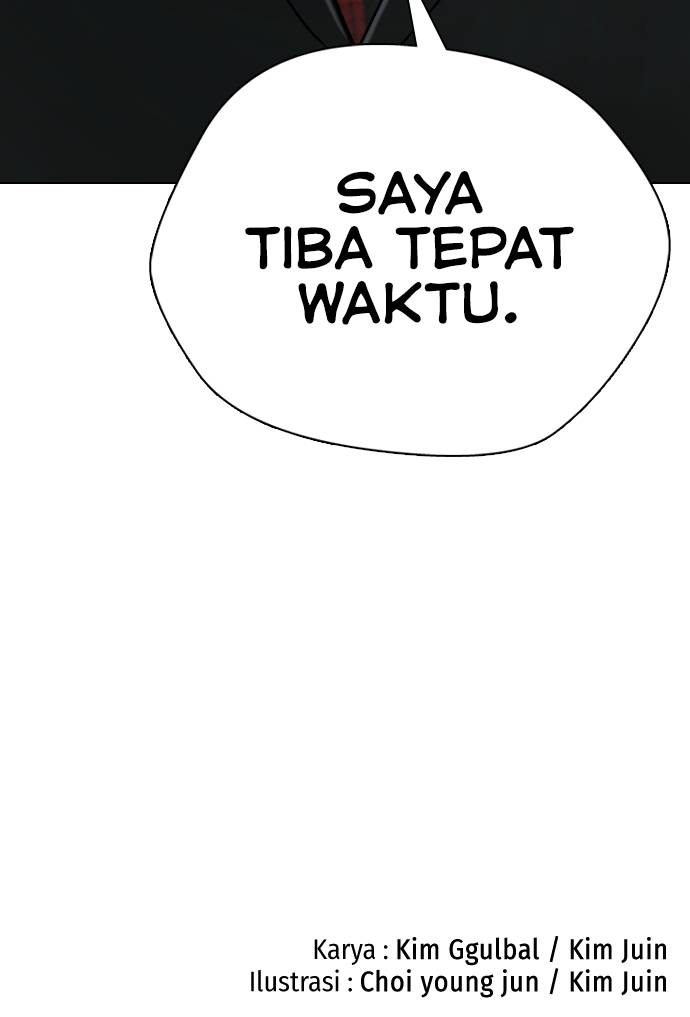 SAYA
TIBA TEPAT
WAKTU.
Karya : Kim Ggulbal / Kim Juin
Ilustrasi : Choi young jun / Kim Juin